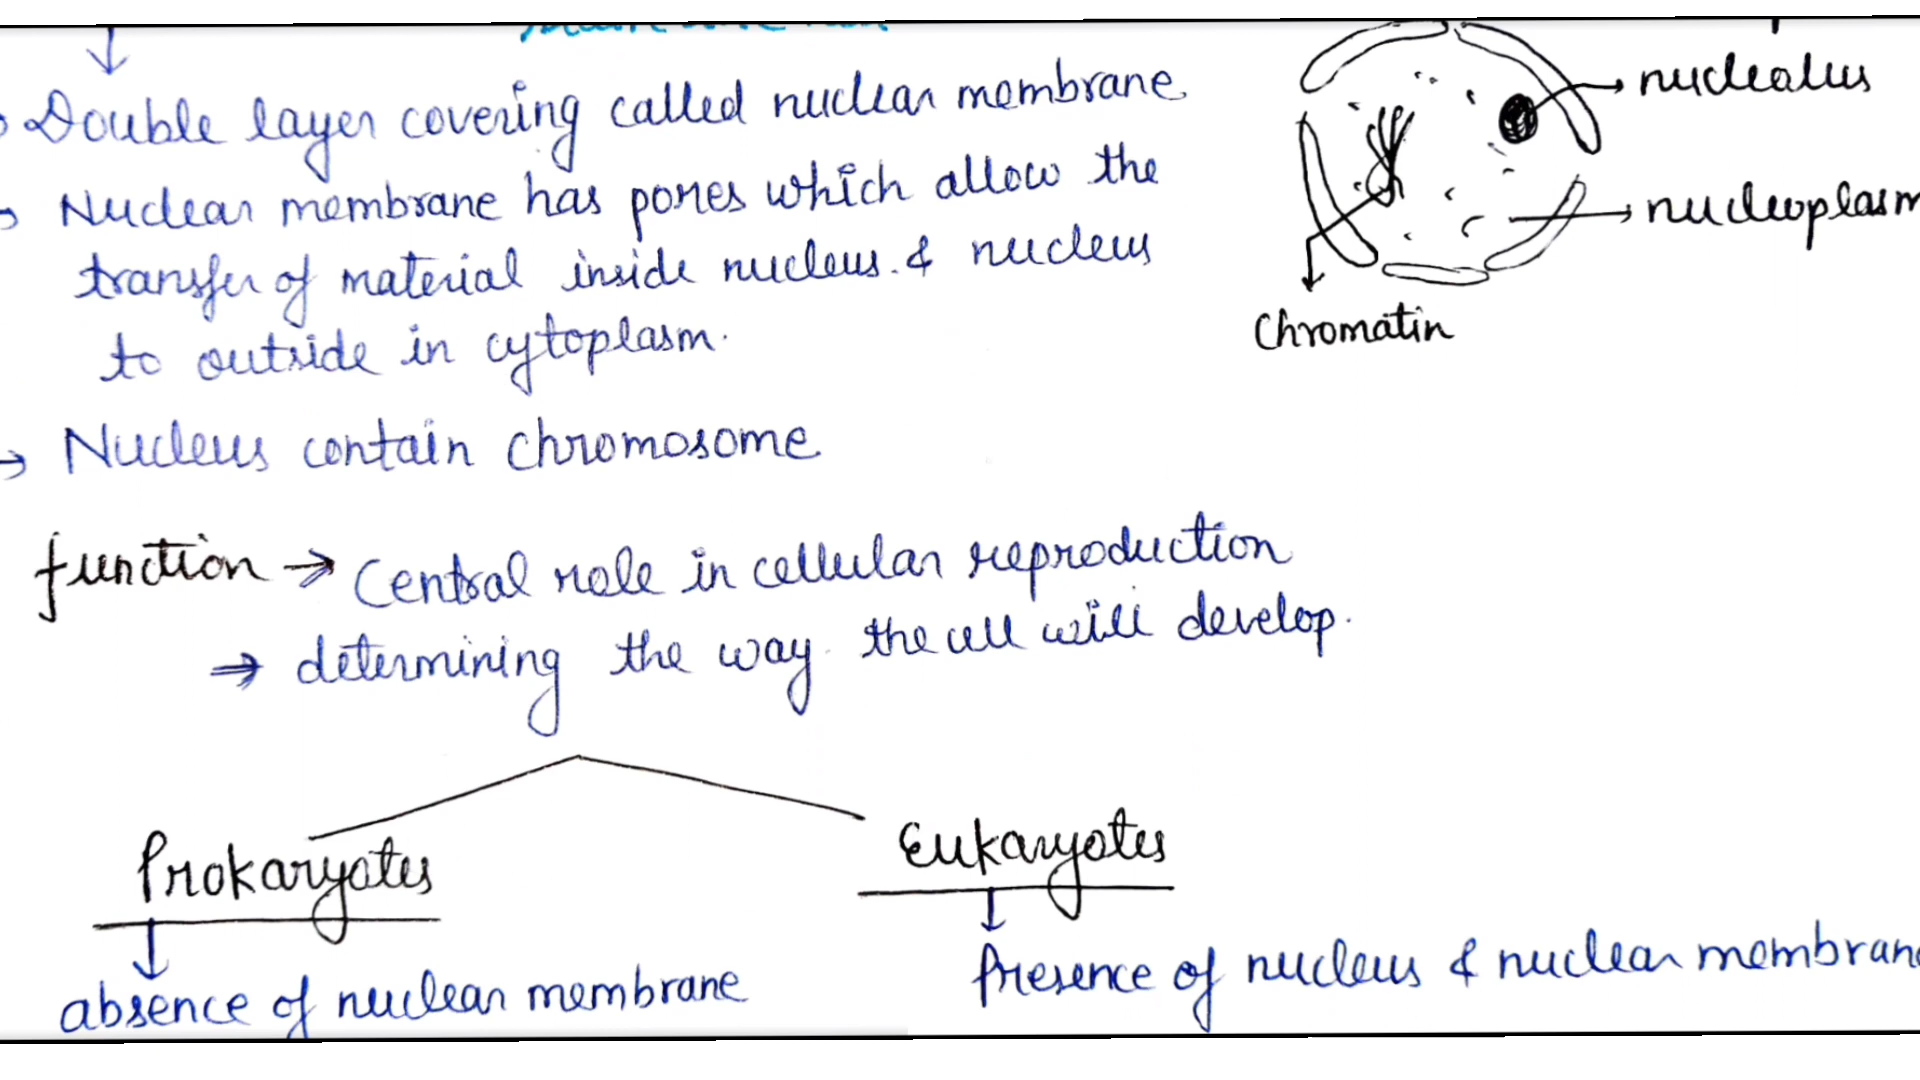 Double layer covering called nuclear membrane
nuclealus
→ Nuclear membrane has pores which allow the
transfer of material inside nucleus & nucleus
nucleoplasm
to outside in cytoplasm.
Chromatin
→ Nucleus contain chromosome
function → Central role in cellular reproduction
→ determining the way the cell will develop.
Prokaryotes
Eukaryotes
absence of nuclear membrane
Presence of nucleus & nuclear membrane